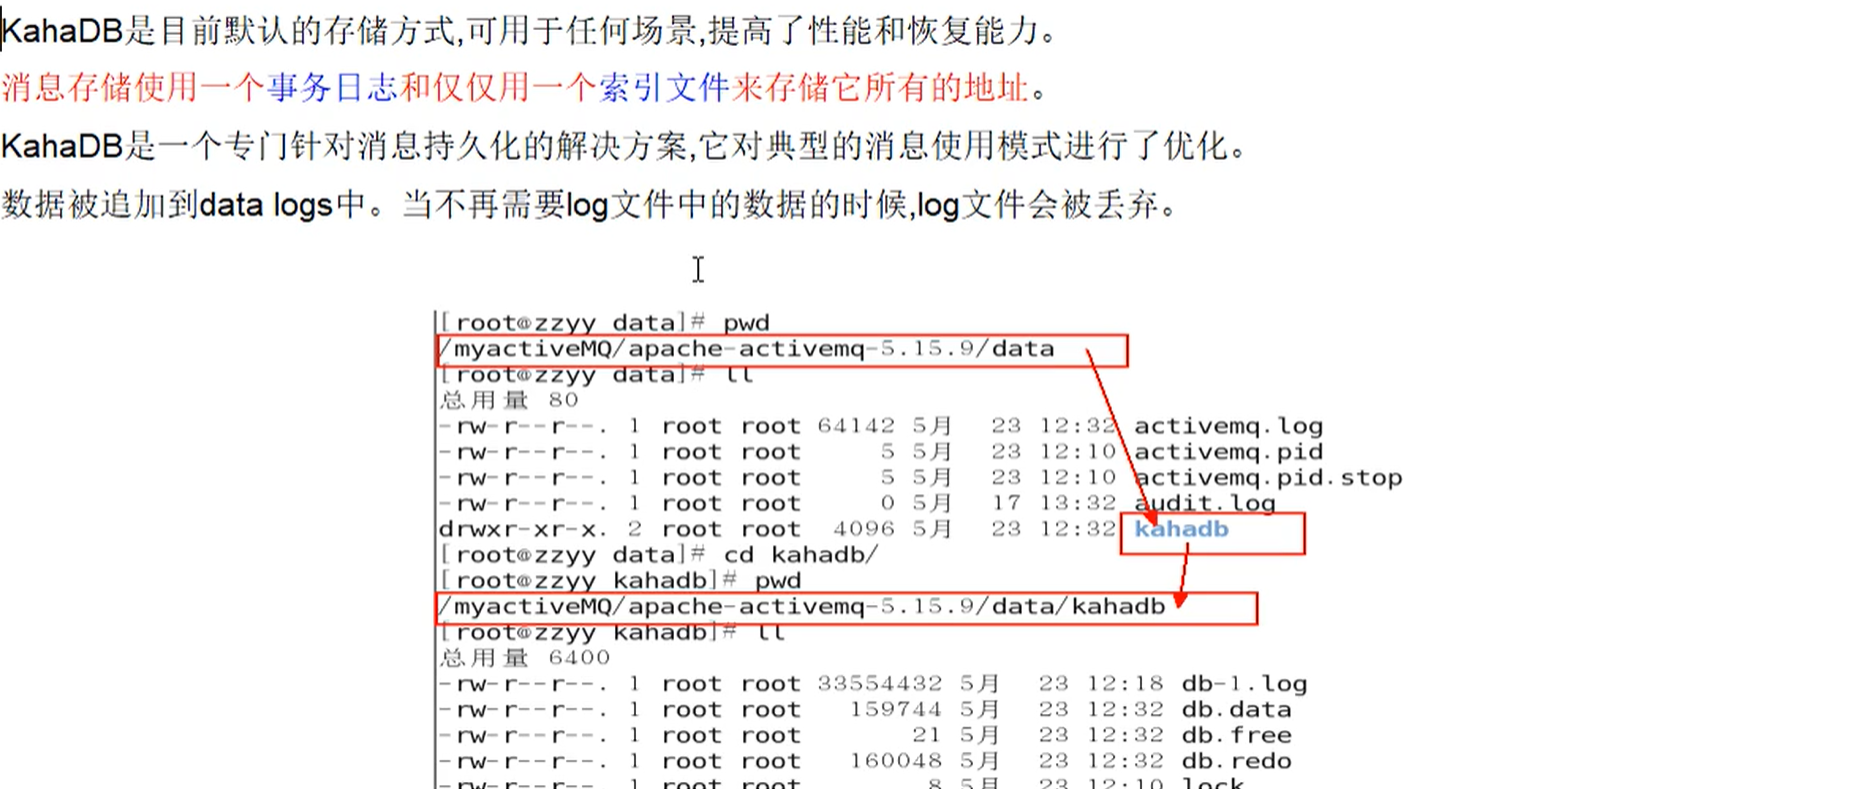 KahaDB是目前默认的存储方式,可用于任何场景,提高了性能和恢复能力。
消息存储使用一个事务日志和仅仅用一个索引文件来存储它所有的地址。
KahaDB是一个专门针对消息持久化的解决方案,它对典型的消息使用模式进行了优化。
数据被追加到data logs中。当不再需要log文件中的数据的时候,log文件会被丢弃。
[root@zzyy data]# pwd
/myactiveMQ/apache-activemq-5.15.9/data
[root@zzyy data]# ll
总用量 80
-rw-r--r--. 1 root root 64142 5月 23 12:32 activemq.log
-rw-r--r--. 1 root root 5 5月 23 12:10 activemq.pid
-rw-r--r--. 1 root root 5 5月 23 12:10 activemq.pid.stop
-rw-r--r--. 1 root root 0 5月 17 13:32 audit.log
drwxr-xr-x. 2 root root 4096 5月 23 12:32 kahadb
[root@zzyy data]# cd kahadb/
[root@zzyy kahadb]# pwd
/myactiveMQ/apache-activemq-5.15.9/data/kahadb
[root@zzyy kahadb]# ll
总用量 6400
-rw-r--r--. 1 root root 33554432 5月 23 12:18 db-1.log
-rw-r--r--. 1 root root 159744 5月 23 12:32 db.data
-rw-r--r--. 1 root root 21 5月 23 12:32 db.free
-rw-r--r--. 1 root root 160048 5月 23 12:32 db.redo
-rw-r--r--. 1 root root 8 5月 23 12:10 lock